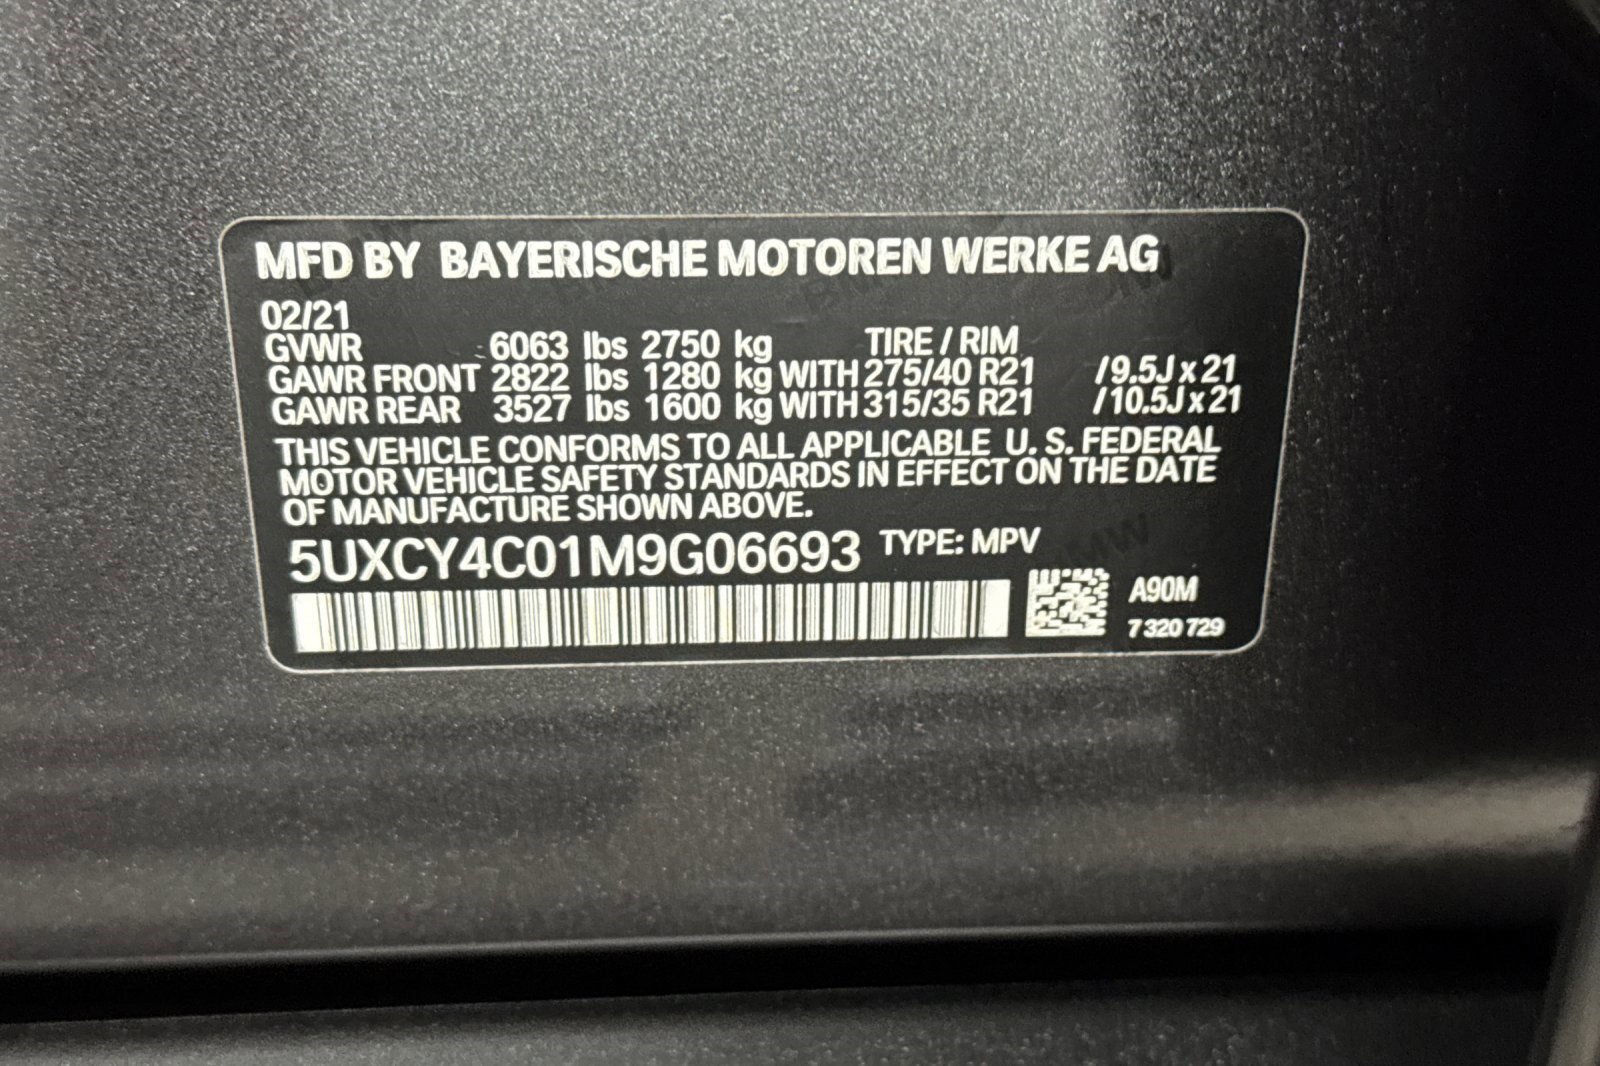 MFD BY BAYERISCHE MOTOREN WERKE AG
02/21
GVWR 6063 lbs 2750 kg TIRE / RIM
GAWR FRONT 2822 lbs 1280 kg WITH 275/40 R21 /9.5J x 21
GAWR REAR 3527 lbs 1600 kg WITH 315/35 R21 /10.5J x 21
THIS VEHICLE CONFORMS TO ALL APPLICABLE U. S. FEDERAL
MOTOR VEHICLE SAFETY STANDARDS IN EFFECT ON THE DATE
OF MANUFACTURE SHOWN ABOVE.
5UXCY4C01M9G06693 TYPE: MPV
A90M
7 320 729